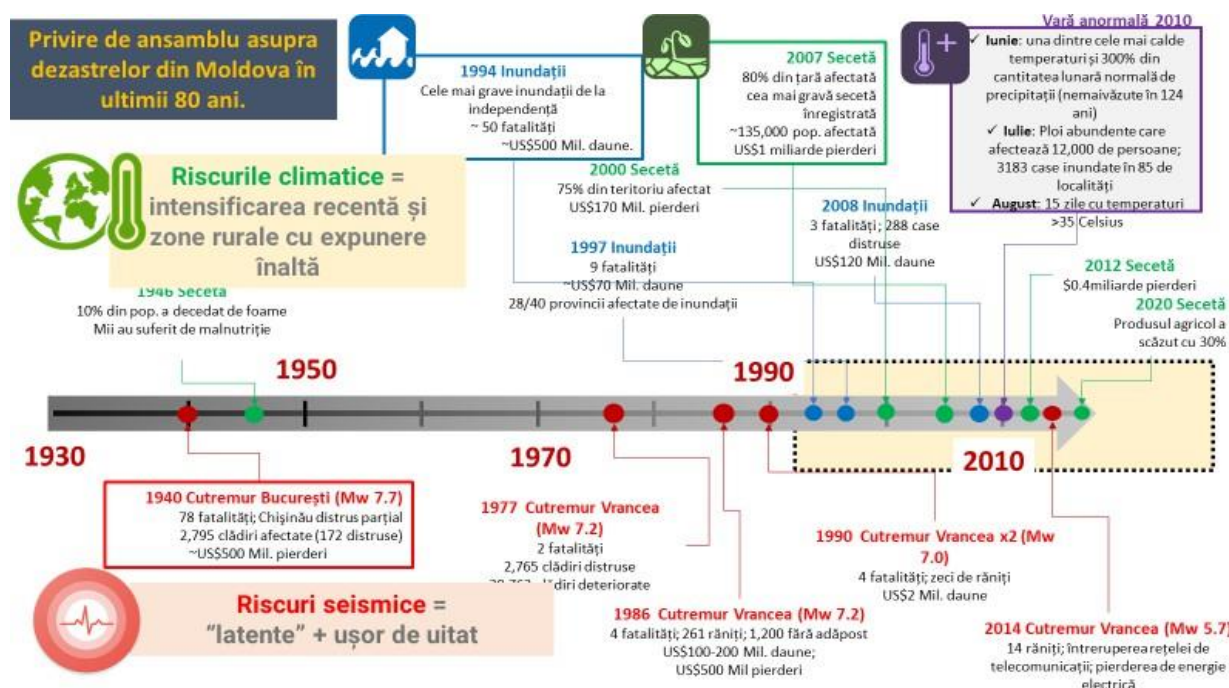 Privire de ansamblu asupra
dezastrelor din Moldova în
ultimii 80 ani.
1994 Inundații
Cele mai grave inundații de la
independență
~ 50 fatalități
~US$500 Mil. daune.
2007 Secetă
80% din țară afectată
cea mai gravă secetă
înregistrată
~135,000 pop. afectată
US$1 miliarde pierderi
Vară anormală 2010
✓ Iunie: una dintre cele mai calde
temperaturi și 300% din
cantitatea lunară normală de
precipitații (nemaivăzute în 124
ani)
✓ Iulie: Ploi abundente care
afectează 12,000 de persoane;
3183 case inundate în 85 de
localități
✓ August: 15 zile cu temperaturi
>35 Celsius
Riscurile climatice =
intensificarea recentă și
zone rurale cu expunere
înaltă
2000 Secetă
75% din teritoriu afectat
US$170 Mil. pierderi
2008 Inundații
3 fatalități; 288 case
distruse
US$120 Mil. daune
1997 Inundații
9 fatalități
~US$70 Mil. daune
28/40 provincii afectate de inundații
2012 Secetă
$0.4miliarde pierderi
2020 Secetă
Produsul agricol a
scăzut cu 30%
1946 Secetă
10% din pop. a decedat de foame
Mii au suferit de malnutriție
1950
1990
1930
1970
2010
1940 Cutremur București (Mw 7.7)
78 fatalități; Chișinău distrus parțial
2,795 clădiri afectate (172 distruse)
~US$500 Mil. pierderi
1977 Cutremur Vrancea
(Mw 7.2)
2 fatalități
2,765 clădiri distruse
clădiri deteriorate
1990 Cutremur Vrancea x2 (Mw
7.0)
4 fatalități; zeci de răniți
US$2 Mil. daune
Riscuri seismice =
"latente" + ușor de uitat
1986 Cutremur Vrancea (Mw 7.2)
4 fatalități; 261 răniți; 1,200 fără adăpost
US$100-200 Mil. daune;
US$500 Mil pierderi
2014 Cutremur Vrancea (Mw 5.7)
14 răniți; întreruperea rețelei de
telecomunicații; pierderea de energie
electrică